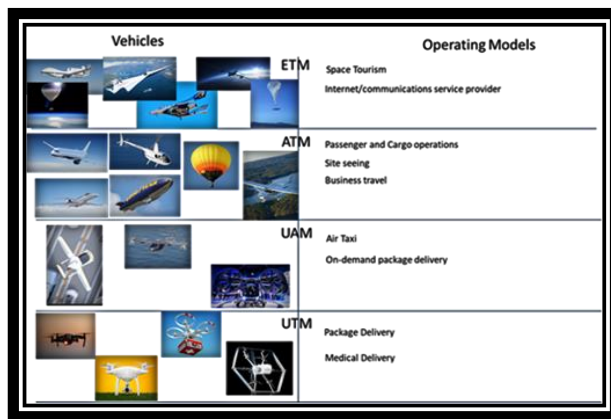 Vehicles
Operating Models
ETM
Space Tourism
Internet/communications service provider
ATM
Passenger and Cargo operations
Site seeing
Business travel
UAM
Air Taxi
On-demand package delivery
UTM
Package Delivery
Medical Delivery